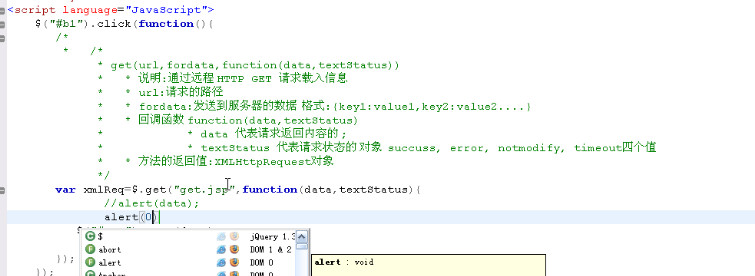 <script language="JavaScript">
$("#b1").click(function(){
/*
* /*
* get(url,fordata,function(data,textStatus))
* * 说明:通过远程 HTTP GET 请求载入信息
* * url:请求的路径
* * fordata:发送到服务器的数据 格式:{key1:value1,key2:value2....}
* * 回调函数 function(data,textStatus)
* * data 代表请求返回内容的;
* * textStatus 代表请求状态的对象 succuss, error, notmodify, timeout四个值
* 方法的返回值:XMLHttpRequest对象
*/
var xmlReq=$.get("get.jsp",function(data,textStatus){
//alert(data);
alert(0)
$ jQuery 1.3
abort DOM 1 & 2
});
alert DOM 0
alert : void
});